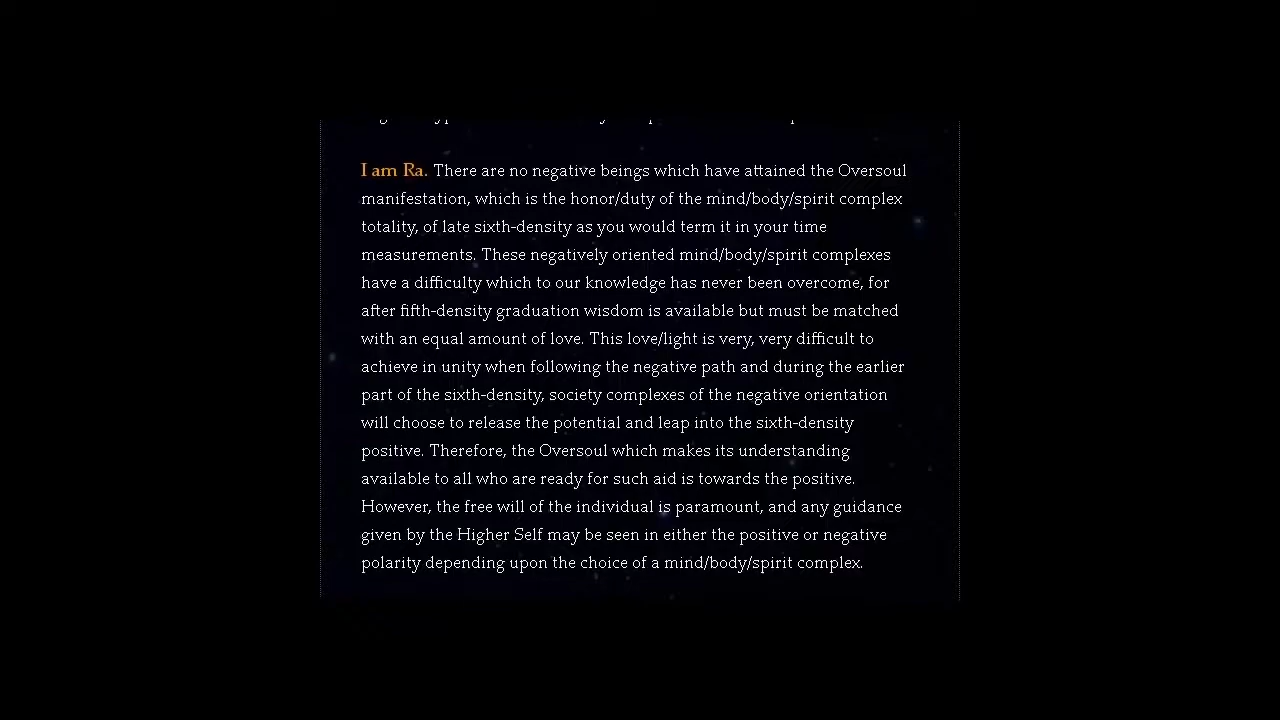 I am Ra. There are no negative beings which have attained the Oversoul
manifestation, which is the honor/duty of the mind/body/spirit complex
totality, of late sixth-density as you would term it in your time
measurements. These negatively oriented mind/body/spirit complexes
have a difficulty which to our knowledge has never been overcome, for
after fifth-density graduation wisdom is available but must be matched
with an equal amount of love. This love/light is very, very difficult to
achieve in unity when following the negative path and during the earlier
part of the sixth-density, society complexes of the negative orientation
will choose to release the potential and leap into the sixth-density
positive. Therefore, the Oversoul which makes its understanding
available to all who are ready for such aid is towards the positive.
However, the free will of the individual is paramount, and any guidance
given by the Higher Self may be seen in either the positive or negative
polarity depending upon the choice of a mind/body/spirit complex.